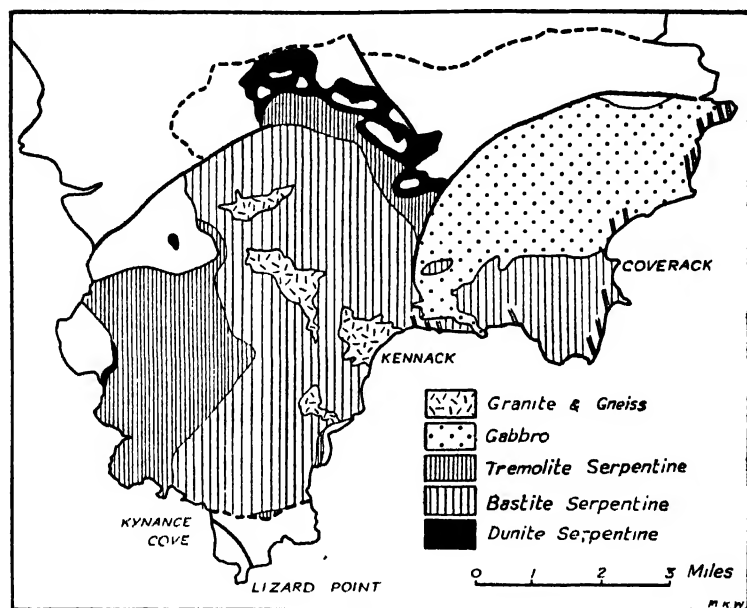 COVERACK
KENNACK
KYNANCE
COVE
LIZARD POINT
Granite & Gneiss
Gabbro
Tremolite Serpentine
Bastite Serpentine
Dunite Serpentine
0 1 2 3 Miles
M K W